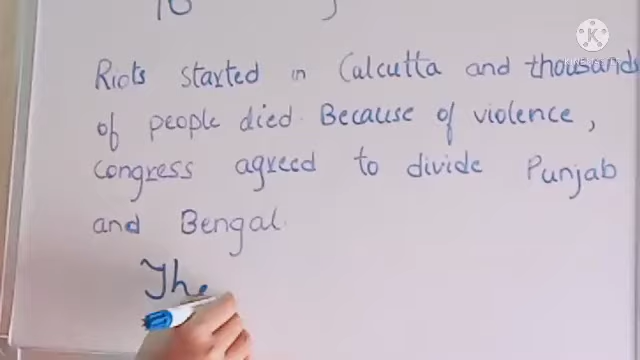 Riots started in Calcutta and thousands
of people died. Because of violence,
Congress agreed to divide Punjab
and Bengal.
The